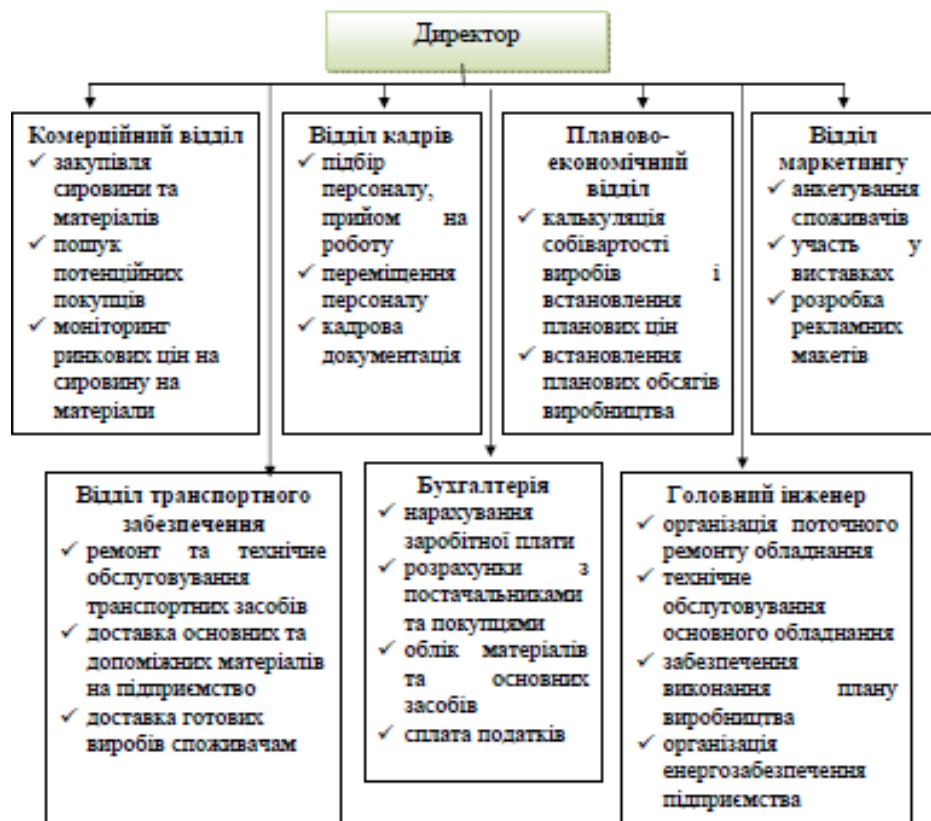 Директор
Комерційний відділ
✓ закупівля
сировини та
матеріалів
✓ пошук
потенційних
покупців
✓ моніторинг
ринкових цін на
сировину на
матеріали
Відділ кадрів
✓ підбір
персоналу,
прийом на
роботу
✓ переміщення
персоналу
✓ кадрова
документація
Планово-
економічний
відділ
✓ калькуляція
собівартості
виробів і
встановлення
планових цін
✓ встановлення
планових обсягів
виробництва
Відділ
маркетингу
✓ анкетування
споживачів
✓ участь у
виставках
✓ розробка
рекламних
макетів
Відділ транспортного
забезпечення
✓ ремонт та технічне
обслуговування
транспортних засобів
✓ доставка основних та
допоміжних матеріалів
на підприємство
✓ доставка готових
виробів споживачам
Бухгалтерія
✓ нарахування
заробітної плати
✓ розрахунки з
постачальниками
та покупцями
✓ облік матеріалів
та основних
засобів
✓ сплата податків
Головний інженер
✓ організація поточного
ремонту обладнання
✓ технічне
обслуговування
основного обладнання
✓ забезпечення
виконання плану
виробництва
✓ організація
енергозабезпечення
підприємства